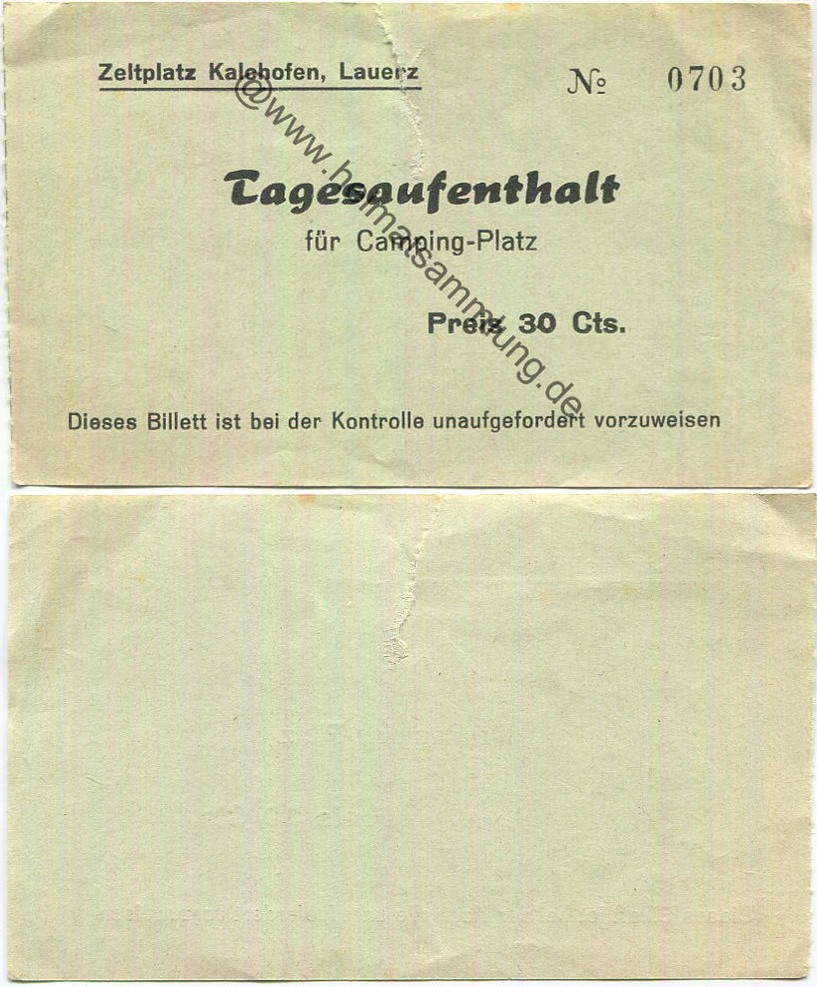 Zeltplatz Kalchofen, Lauerz
№ 0703
Tagesaufenthalt
für Camping-Platz
Preis 30 Cts.
Dieses Billett ist bei der Kontrolle unaufgefordert vorzuweisen
@www.heimatsammlung.de